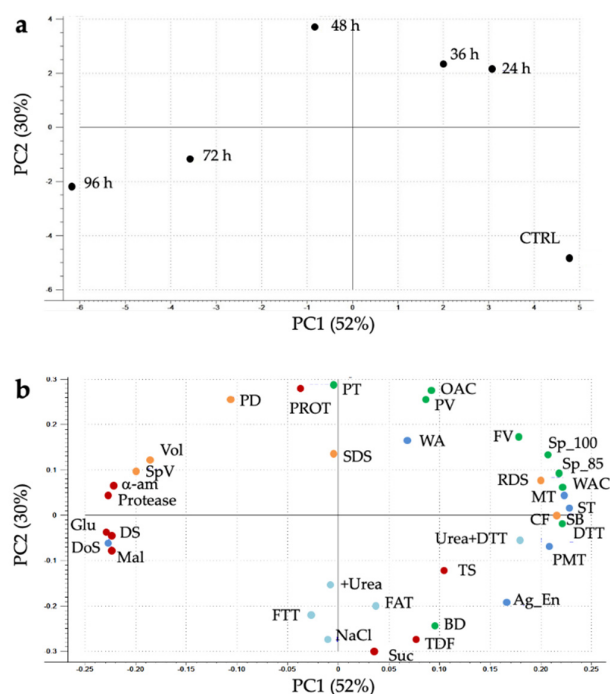 a
4
2
0
-2
-4
-6
PC2 (30%)
48 h
36 h
24 h
72 h
96 h
CTRL
-6 -5 -4 -3 -2 -1 0 1 2 3 4 5
PC1 (52%)
b
0.3
0.2
0.1
0
0.1
0.2
0.3
PC2 (30%)
PD
PROT
PT
OAC
PV
Vol
SpV
SDS
WA
FV
Sp_100
Sp_85
RDS
WAC
α-am
Protease
MT
ST
CF
SB
DTT
Glu
DS
DoS
Mal
Urea+DTT
PMT
TS
+Urea
FAT
Ag_En
FTT
NaCl
BD
TDF
Suc
-0.25 -0.20 -0.15 -0.10 -0.05 0 0.05 0.10 0.15 0.20 0.25
PC1 (52%)